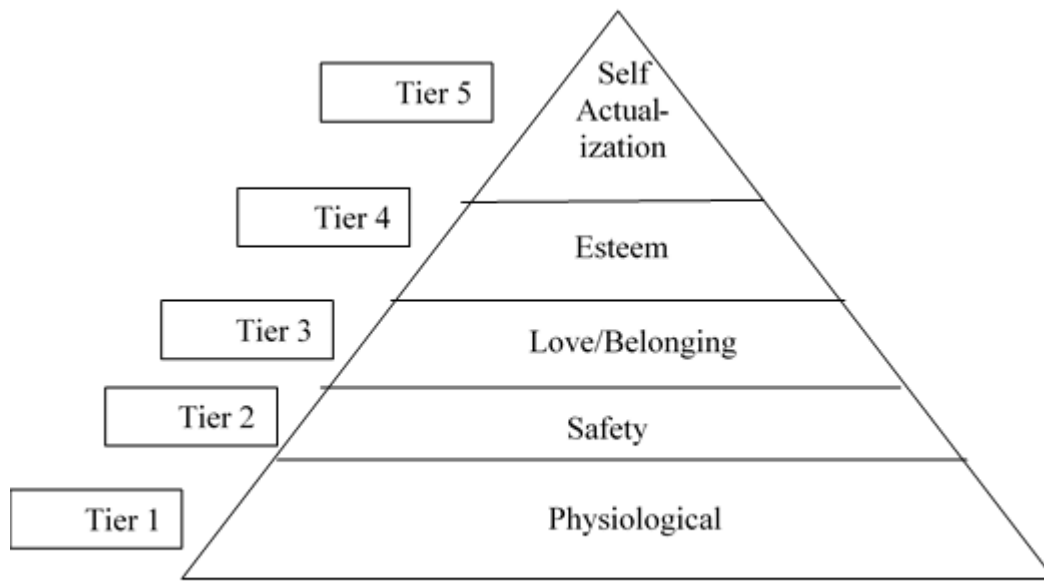 Tier 5
Self
Actual-
ization
Tier 4
Esteem
Tier 3
Love/Belonging
Tier 2
Safety
Tier 1
Physiological